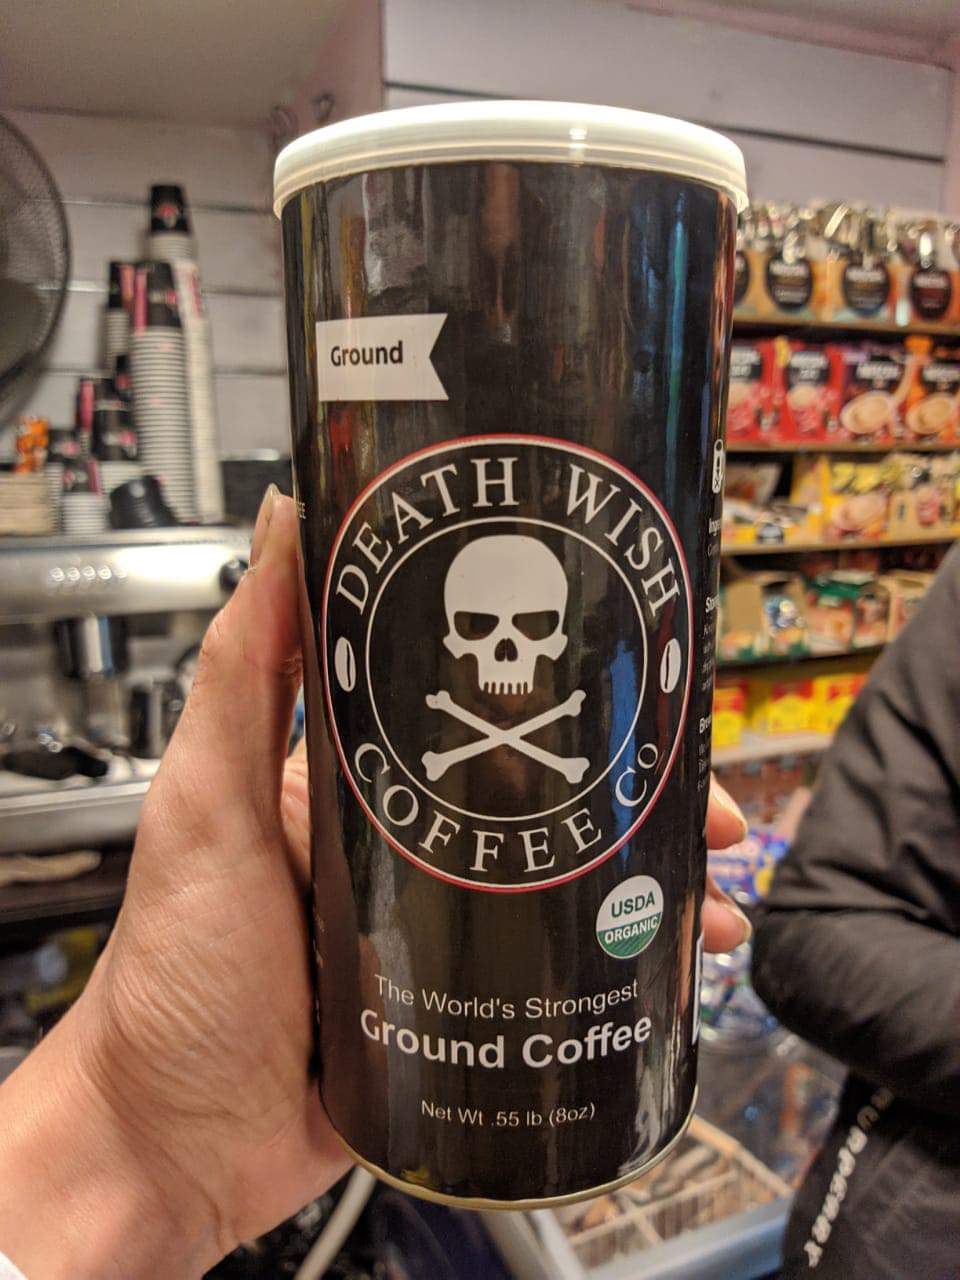 Ground
DEATH WISH
COFFEE Co
USDA
ORGANIC
The World's Strongest
Ground Coffee
Net Wt .55 lb (8oz)